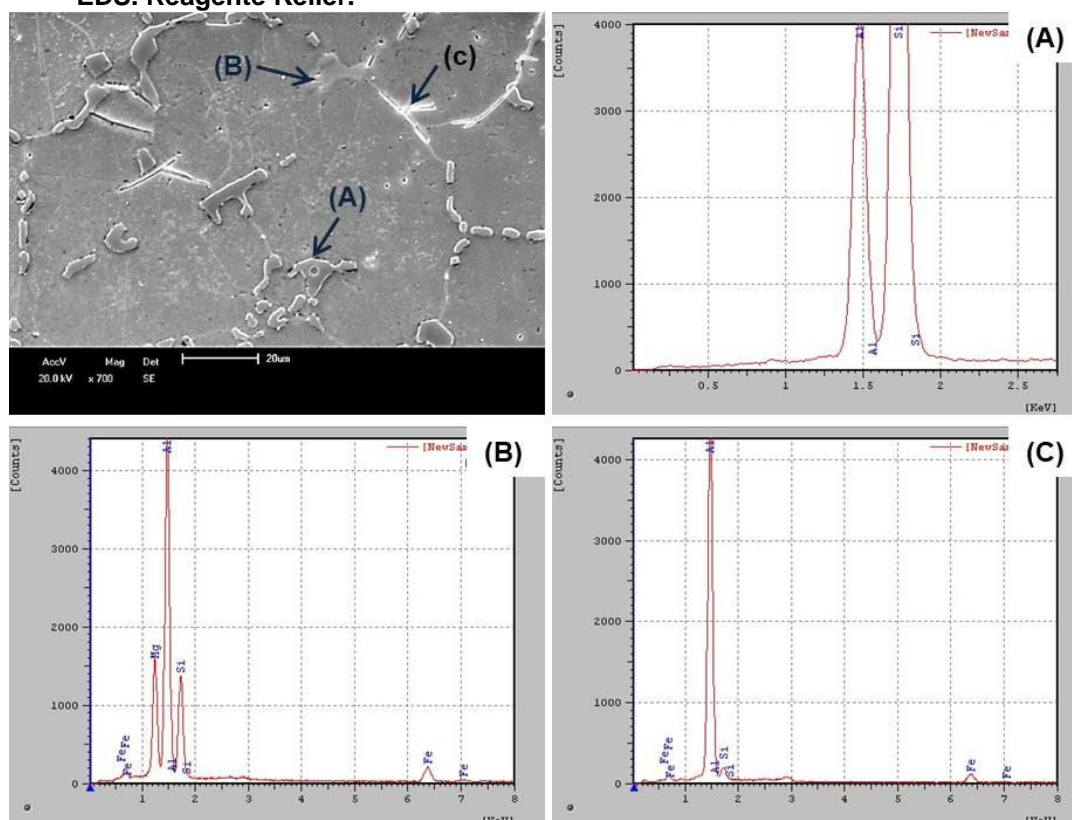 EDS. Reagente Keller.
(B)
(c)
(A)
AccV Mag Det
20.0 kV x 700 SE
20um
[Counts]
[NewSam
(A)
Al
Si
4000
3000
2000
1000
0
Al
Si
0.5 1 1.5 2 2.5
[KeV]
[Counts]
[NewSam
(B)
Al
4000
3000
2000
Mg
Si
1000
Fe Fe
Fe
Al
Si
Fe
Fe
0
1 2 3 4 5 6 7 8
[Counts]
[NewSam
(C)
Al
4000
3000
2000
1000
Fe Fe
Fe
Si
Al
Si
Fe
Fe
0
1 2 3 4 5 6 7 8